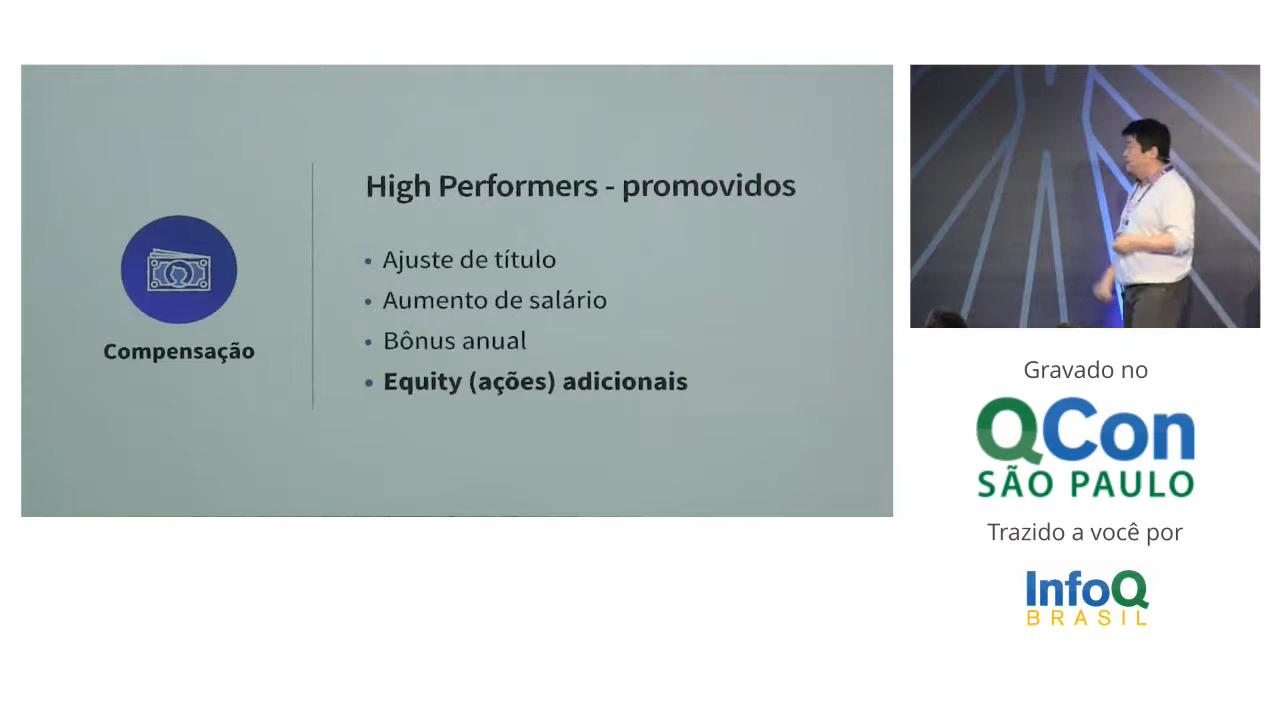 High Performers - promovidos
• Ajuste de título
• Aumento de salário
• Bônus anual
• Equity (ações) adicionais
Compensação
Gravado no
QCon
SÃO PAULO
Trazido a você por
InfoQ
BRASIL